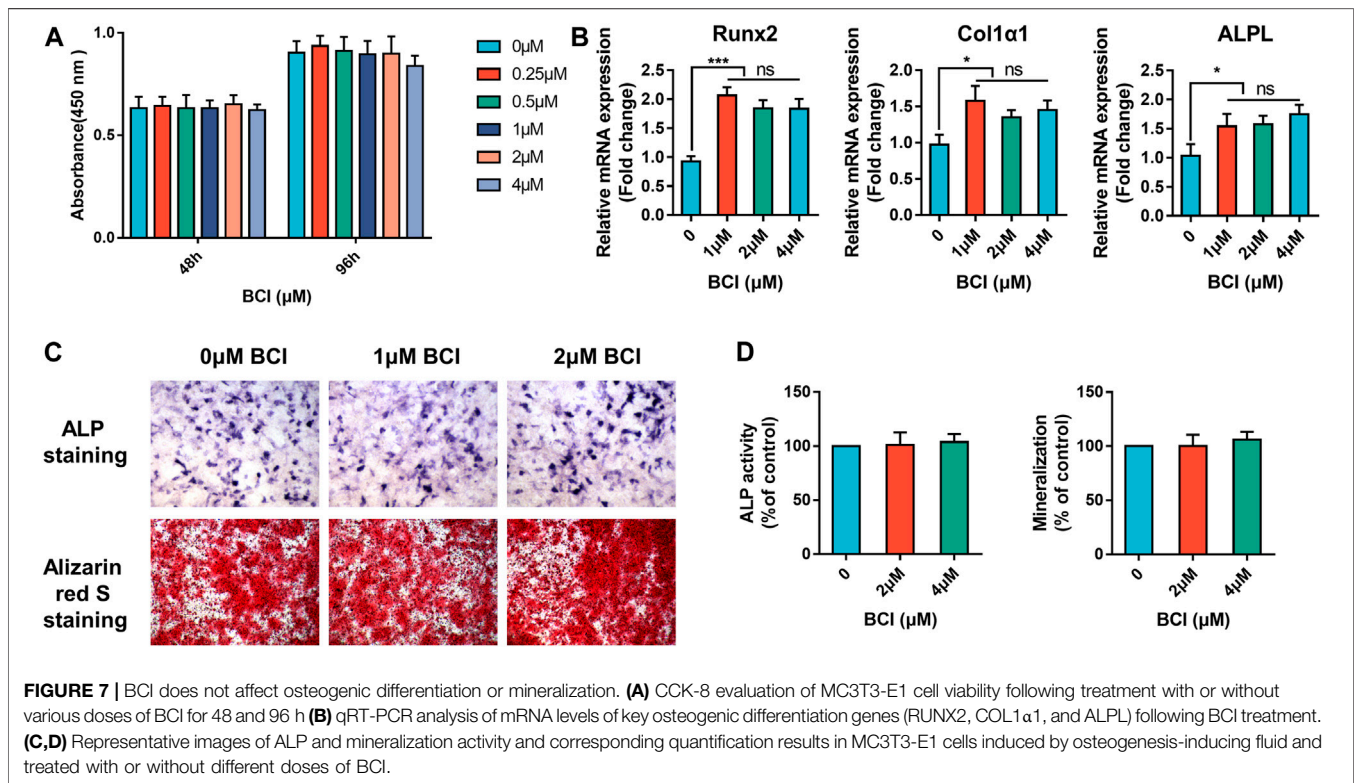 A
Absorbance(450 nm )
1.0
0.5
0.0
48h
96h
BCI (μM)
0μM
0.25μM
0.5μM
1μM
2μM
4μM
B
Runx2
Relative mRNA expression
(Fold change)
2.5
2.0
1.5
1.0
0.5
0.0
***
ns
0
1μM
2μM
4μM
BCI (μM)
Col1α1
Relative mRNA expression
(Fold change)
2.5
2.0
1.5
1.0
0.5
0.0
*
ns
0
1μM
2μM
4μM
BCI (μM)
ALPL
Relative mRNA expression
(Fold change)
2.5
2.0
1.5
1.0
0.5
0.0
*
ns
0
1μM
2μM
4μM
BCI (μM)
C
0μM BCI
1μM BCI
2μM BCI
ALP
staining
Alizarin
red S
staining
D
ALP activity
(%of control)
150
100
50
0
0
2μM
4μM
BCI (μM)
Mineralization
(% of control)
150
100
50
0
0
2μM
4μM
BCI (μM)
FIGURE 7 | BCI does not affect osteogenic differentiation or mineralization. (A) CCK-8 evaluation of MC3T3-E1 cell viability following treatment with or without
various doses of BCI for 48 and 96 h (B) qRT-PCR analysis of mRNA levels of key osteogenic differentiation genes (RUNX2, COL1α1, and ALPL) following BCI treatment.
(C,D) Representative images of ALP and mineralization activity and corresponding quantification results in MC3T3-E1 cells induced by osteogenesis-inducing fluid and
treated with or without different doses of BCI.